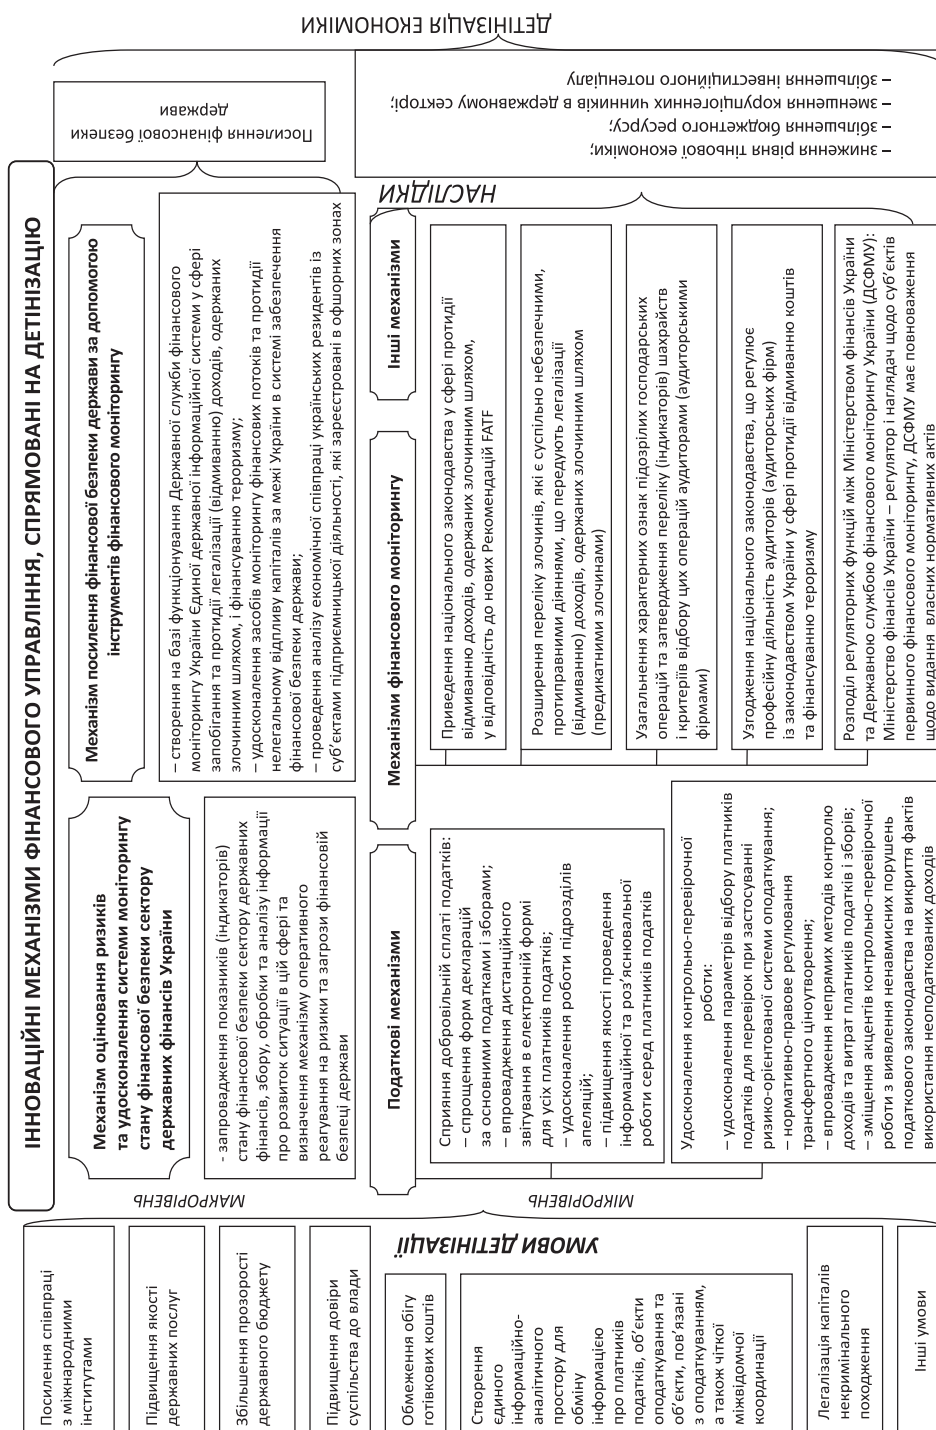 ІННОВАЦІЙНІ МЕХАНІЗМИ ФІНАНСОВОГО УПРАВЛІННЯ, СПРЯМОВАНІ НА ДЕТІНІЗАЦІЮ
УМОВИ ДЕТІНІЗАЦІЇ
Посилення співпраці
з міжнародними
інститутами
Підвищення якості
державних послуг
Збільшення прозорості
державного бюджету
Підвищення довіри
суспільства до влади
Обмеження обігу
готівкових коштів
Створення
єдиного
інформаційно-
аналітичного
простору для
обміну
інформацією
про платників
податків, об’єкти
оподаткування та
об’єкти, пов’язані
з оподаткуванням,
а також чіткої
міжвідомчої
координації
Легалізація капіталів
некримінального
походження
Інші умови
МАКРОРІВЕНЬ
Механізм оцінювання ризиків
та удосконалення системи моніторингу
стану фінансової безпеки сектору
державних фінансів України
- запровадження показників (індикаторів)
стану фінансової безпеки сектору державних
фінансів, збору, обробки та аналізу інформації
про розвиток ситуації в цій сфері та
визначення механізму оперативного
реагування на ризики та загрози фінансовій
безпеці держави
Механізм посилення фінансової безпеки держави за допомогою
інструментів фінансового моніторингу
– створення на базі функціонування Державної служби фінансового
моніторингу України Єдиної державної інформаційної системи у сфері
запобігання та протидії легалізації (відмиванню) доходів, одержаних
злочинним шляхом, і фінансуванню тероризму;
– удосконалення засобів моніторингу фінансових потоків та протидії
нелегальному відпливу капіталів за межі України в системі забезпечення
фінансової безпеки держави;
– проведення аналізу економічної співпраці українських резидентів із
суб’єктами підприємницької діяльності, які зареєстровані в офшорних зонах
МІКРОРІВЕНЬ
Податкові механізми
Сприяння добровільній сплаті податків:
– спрощення форм декларацій
за основними податками і зборами;
– впровадження дистанційного
звітування в електронній формі
для усіх платників податків;
– удосконалення роботи підрозділів
апеляцій;
– підвищення якості проведення
інформаційної та роз’яснювальної
роботи серед платників податків
Удосконалення контрольно-перевірочної
роботи:
– удосконалення параметрів відбору платників
податків для перевірок при застосуванні
ризико-орієнтованої системи оподаткування;
– нормативно-правове регулювання
трансфертного ціноутворення;
– впровадження непрямих методів контролю
доходів та витрат платників податків і зборів;
– зміщення акцентів контрольно-перевірочної
роботи з виявлення ненавмисних порушень
податкового законодавства на викриття фактів
використання неоподаткованих доходів
Механізми фінансового моніторингу
Інші механізми
Приведення національного законодавства у сфері протидії
відмиванню доходів, одержаних злочинним шляхом,
у відповідність до нових Рекомендацій FATF
Розширення переліку злочинів, які є суспільно небезпечними,
протиправними діяннями, що передують легалізації
(відмиванню) доходів, одержаних злочинним шляхом
(предикатними злочинами)
Узагальнення характерних ознак підозрілих господарських
операцій та затвердження переліку (індикаторів) шахрайств
і критеріїв відбору цих операцій аудиторами (аудиторськими
фірмами)
Узгодження національного законодавства, що регулює
професійну діяльність аудиторів (аудиторських фірм)
із законодавством України у сфері протидії відмиванню коштів
та фінансуванню тероризму
Розподіл регуляторних функцій між Міністерством фінансів України
та Державною службою фінансового моніторингу України (ДСФМУ):
Міністерство фінансів України – регулятор і наглядач щодо суб’єктів
первинного фінансового моніторингу, ДСФМУ має повноваження
щодо видання власних нормативних актів
НАСЛІДКИ
Посилення фінансової безпеки
держави
– зниження рівня тіньової економіки;
– збільшення бюджетного ресурсу;
– зменшення корупціогенних чинників в державному секторі;
– збільшення інвестиційного потенціалу
ДЕТІНІЗАЦІЯ ЕКОНОМІКИ